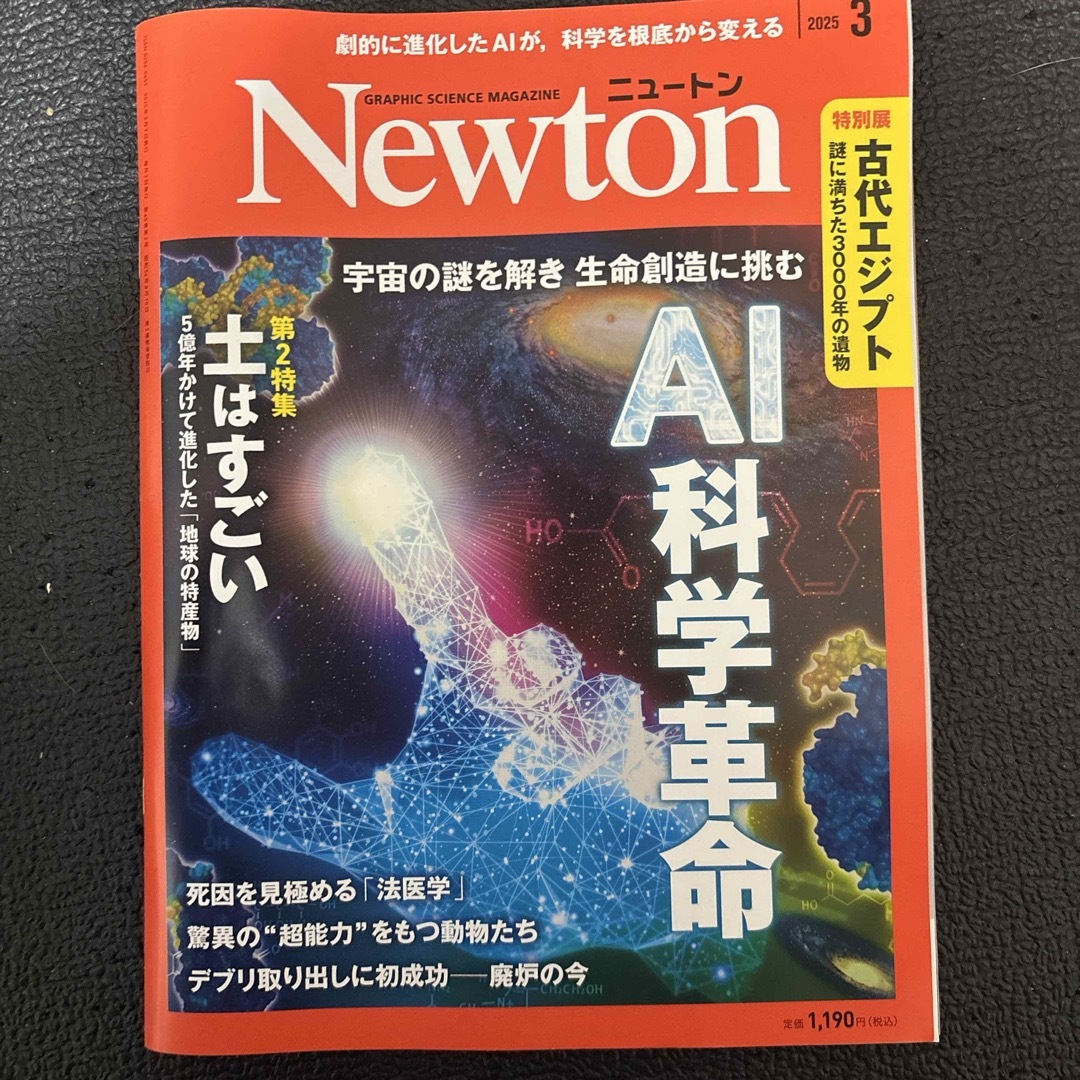 劇的に進化したAIが,科学を根底から変える
2025 3
GRAPHIC SCIENCE MAGAZINE
ニュートン
Newton
特別展
古代エジプト
謎に満ちた3000年の遺物
宇宙の謎を解き 生命創造に挑む
AI
科学革命
第2特集
土はすごい
5億年かけて進化した「地球の特産物」
HO
O
HO
O
OH
死因を見極める「法医学」
驚異の“超能力”をもつ動物たち
デブリ取り出しに初成功──廃炉の今
定価 1,190円(税込)